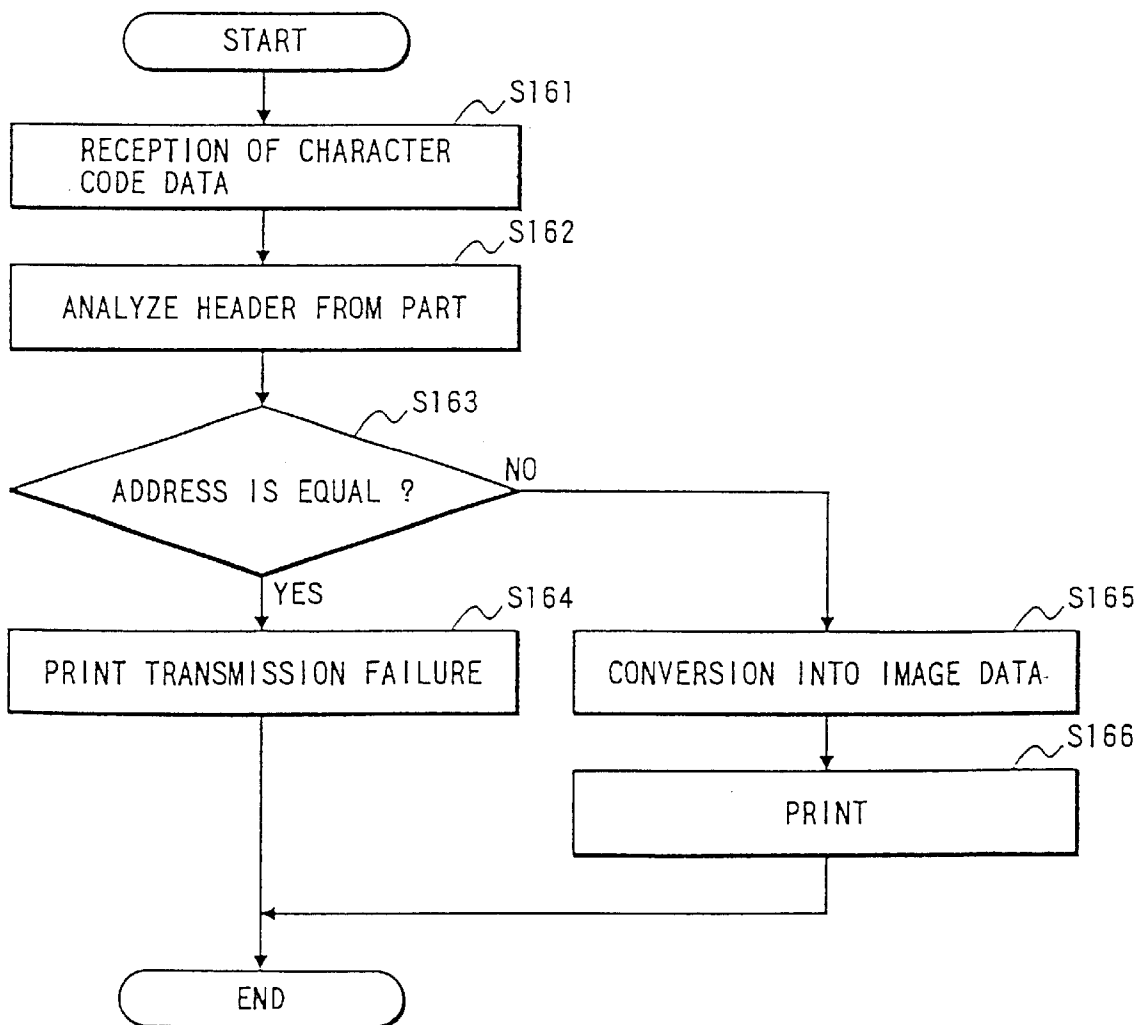 START
S161
RECEPTION OF CHARACTER
CODE DATA
S162
ANALYZE HEADER FROM PART
S163
ADDRESS IS EQUAL ?
NO
YES
S164
PRINT TRANSMISSION FAILURE
S165
CONVERSION INTO IMAGE DATA
S166
PRINT
END